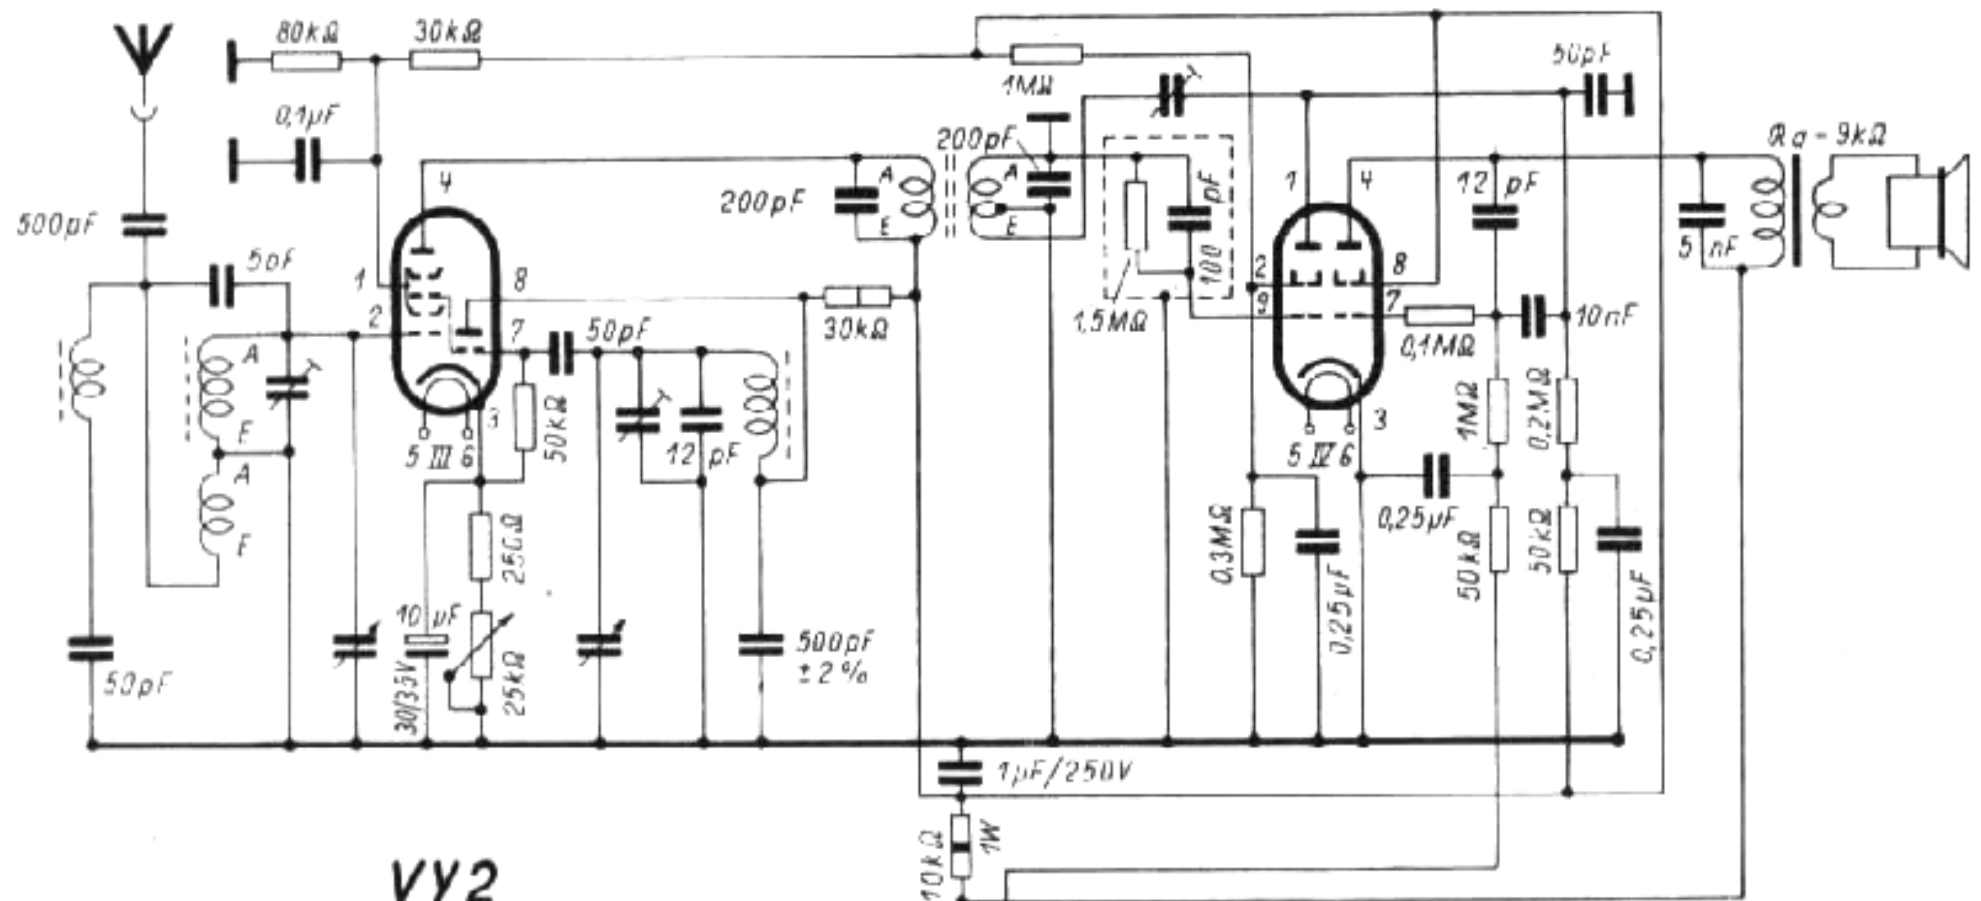 80kΩ
30kΩ
0,1μF
1MΩ
50pF
200pF
Ra-9kΩ
500pF
5pF
4
200pF
A
E
A
E
pF
100
1
4
12 pF
5 nF
1
2
8
7
50pF
30kΩ
1,5MΩ
2
9
8
7
0,1MΩ
10nF
A
F
A
F
3
5 III 6
50kΩ
12 pF
3
5 IV 6
1MΩ
0,2MΩ
250Ω
0,3MΩ
0,25μF
0,25μF
50kΩ
50kΩ
0,25μF
10 μF
30/35V
25kΩ
500pF
±2%
50pF
1μF/250V
10kΩ
1W
VY2